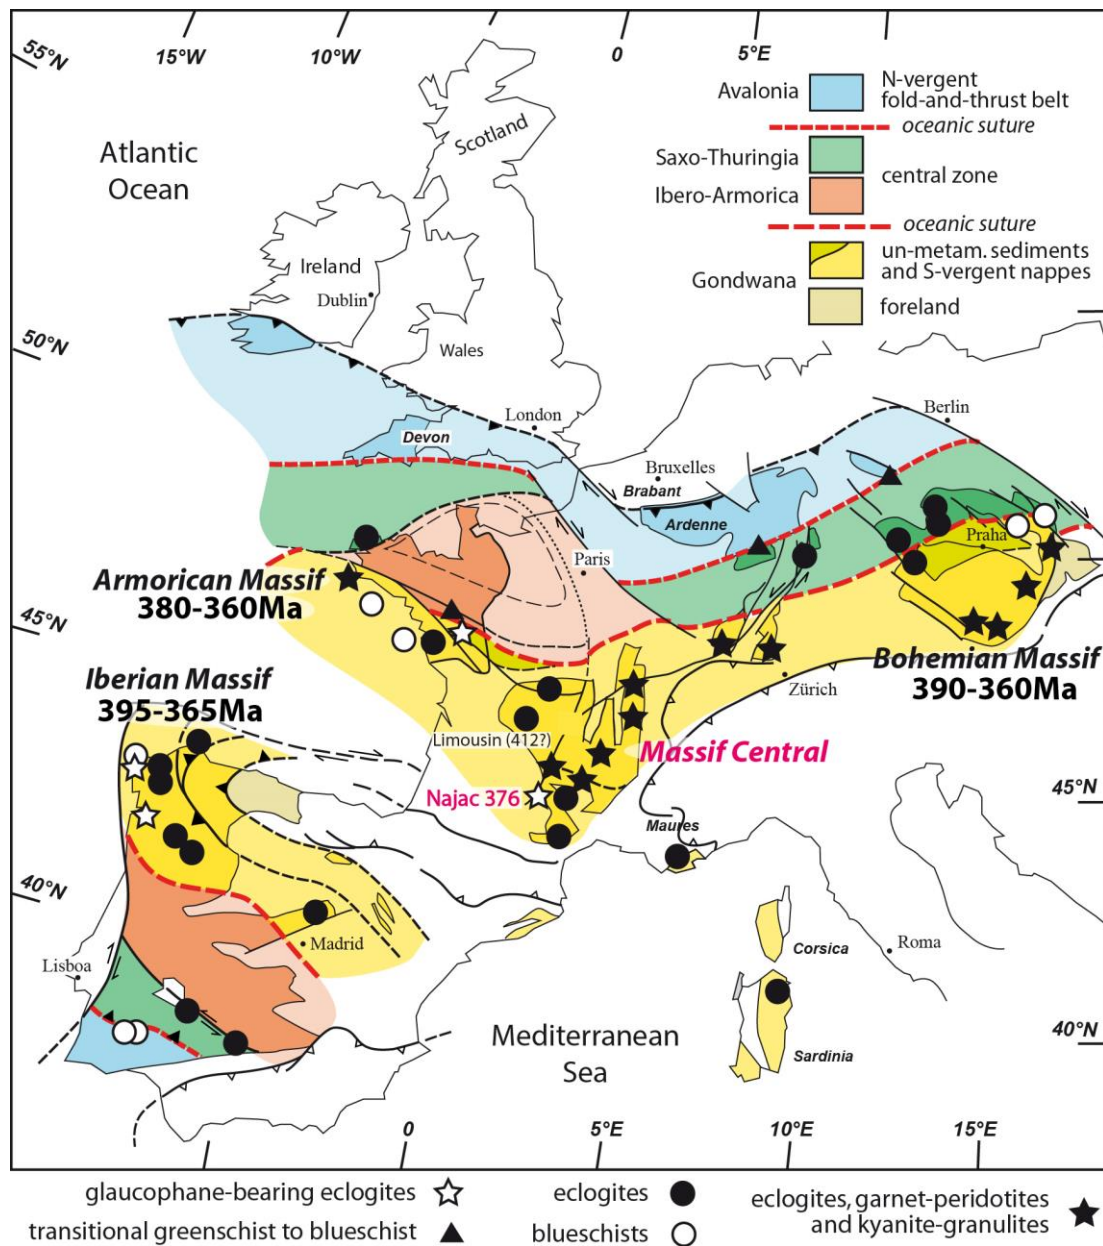 55°N
15°W
10°W
0
5°E
Avalonia
N-vergent
fold-and-thrust belt
oceanic suture
Saxo-Thuringia
central zone
Ibero-Armorica
oceanic suture
Gondwana
un-metam. sediments
and S-vergent nappes
foreland
Atlantic
Ocean
Scotland
Ireland
Dublin
Wales
50°N
London
Devon
Berlin
Bruxelles
Brabant
Ardenne
Praha
Paris
Armorican Massif
380-360Ma
45°N
Iberian Massif
395-365Ma
Bohemian Massif
390-360Ma
Zürich
Limousin (412?)
Massif Central
Najac 376
45°N
Maures
40°N
Madrid
Lisboa
Corsica
Roma
Mediterranean
Sea
Sardinia
40°N
0
5°E
10°E
15°E
glaucophane-bearing eclogites
eclogites
eclogites, garnet-peridotites
and kyanite-granulites
transitional greenschist to blueschist
blueschists